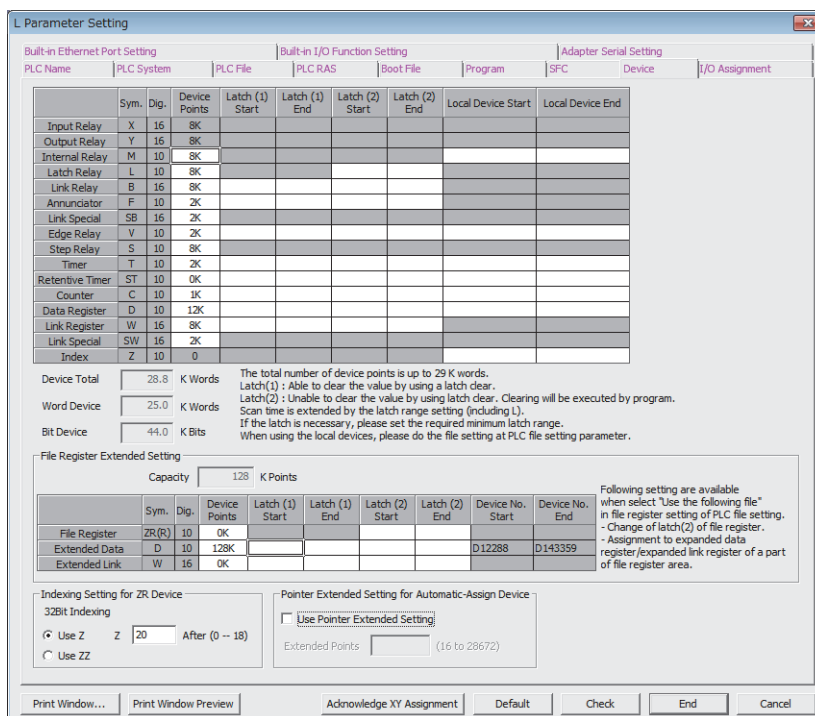 L Parameter Setting
Built-in Ethernet Port Setting Built-in I/O Function Setting Adapter Serial Setting
PLC Name PLC System PLC File PLC RAS Boot File Program SFC Device I/O Assignment
Sym. Dig. Device Points Latch (1) Start Latch (1) End Latch (2) Start Latch (2) End Local Device Start Local Device End
Input Relay X 16 8K
Output Relay Y 16 8K
Internal Relay M 10 8K
Latch Relay L 10 8K
Link Relay B 16 8K
Annunciator F 10 2K
Link Special SB 16 2K
Edge Relay V 10 2K
Step Relay S 10 8K
Timer T 10 2K
Retentive Timer ST 10 0K
Counter C 10 1K
Data Register D 10 12K
Link Register W 16 8K
Link Special SW 16 2K
Index Z 10 0
Device Total 28.8 K Words
Word Device 25.0 K Words
Bit Device 44.0 K Bits
The total number of device points is up to 29 K words.
Latch(1) : Able to clear the value by using a latch clear.
Latch(2) : Unable to clear the value by using latch clear. Clearing will be executed by program.
Scan time is extended by the latch range setting (including L).
If the latch is necessary, please set the required minimum latch range.
When using the local devices, please do the file setting at PLC file setting parameter.
File Register Extended Setting
Capacity 128 K Points
Sym. Dig. Device Points Latch (1) Start Latch (1) End Latch (2) Start Latch (2) End Device No. Start Device No. End
File Register ZR(R) 10 0K
Extended Data D 10 128K D12288 D143359
Extended Link W 16 0K
Following setting are available
when select "Use the following file"
in file register setting of PLC file setting.
- Change of latch(2) of file register.
- Assignment to expanded data
register/expanded link register of a part
of file register area.
Indexing Setting for ZR Device
32Bit Indexing
Use Z Z 20 After (0 -- 18)
Use ZZ
Pointer Extended Setting for Automatic-Assign Device
Use Pointer Extended Setting
Extended Points (16 to 28672)
Print Window... Print Window Preview Acknowledge XY Assignment Default Check End Cancel